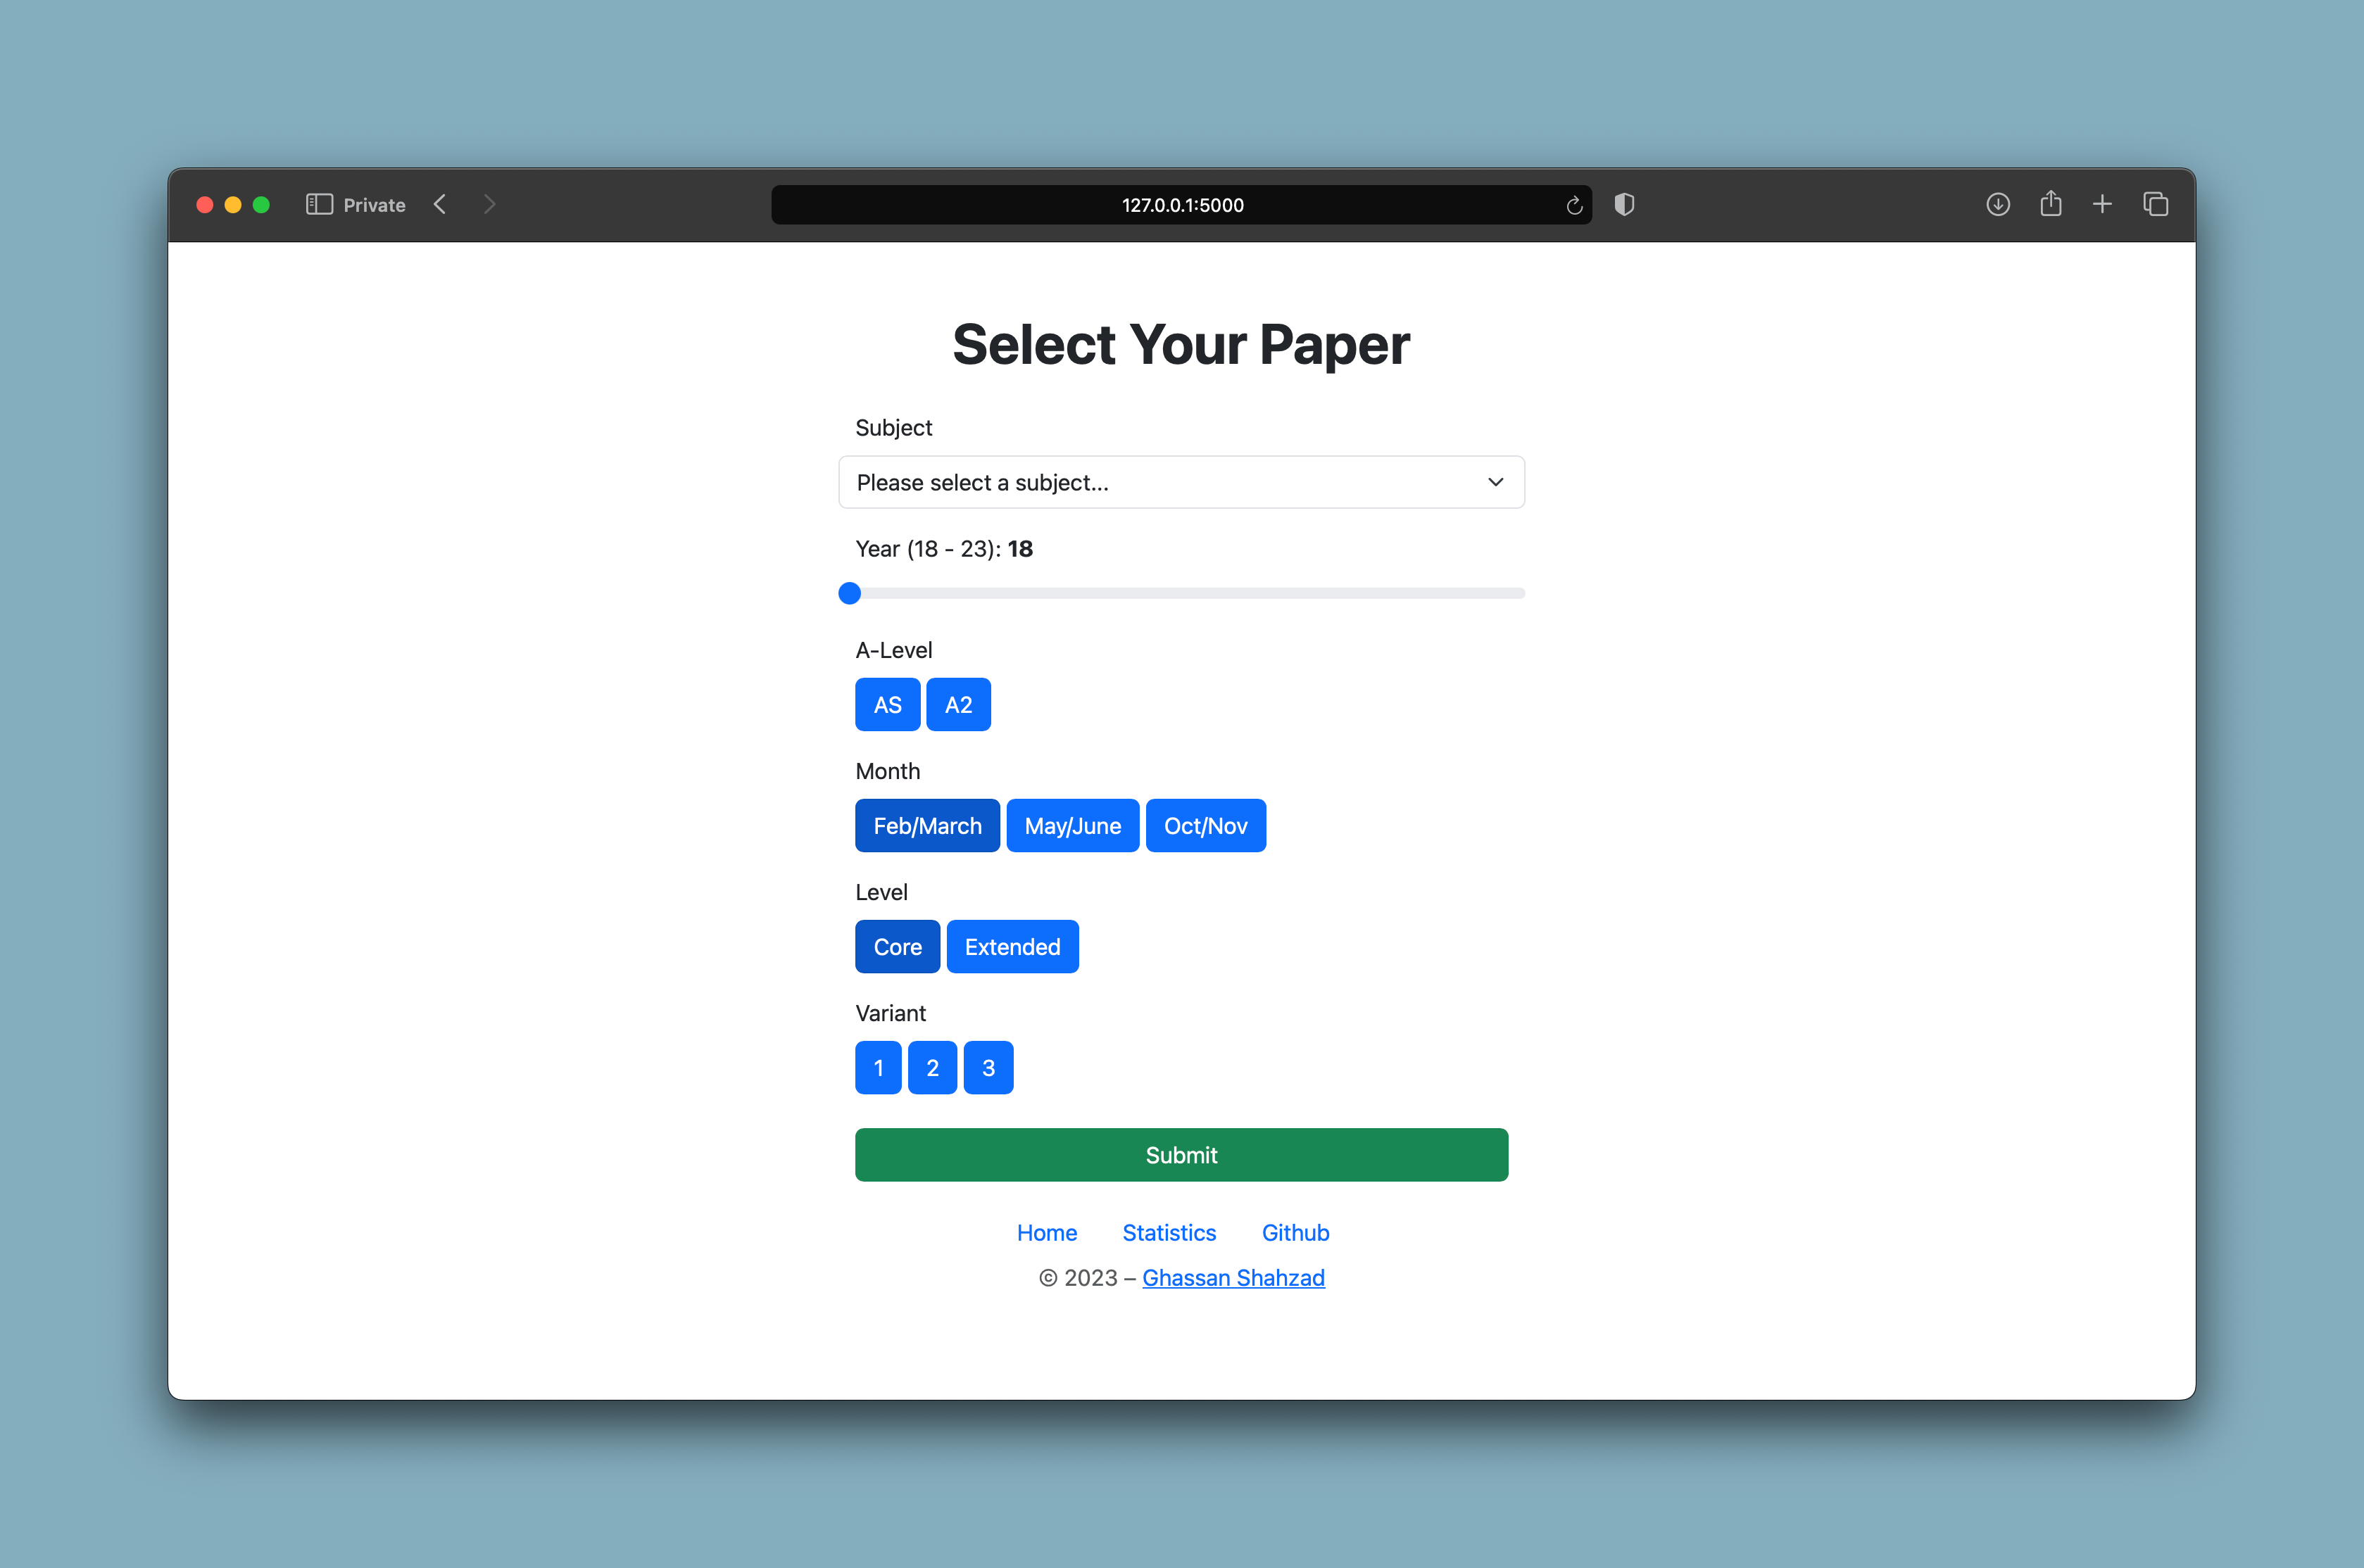 Private
127.0.0.1:5000
Select Your Paper
Subject
Please select a subject...
Year (18 - 23): 18
A-Level
AS A2
Month
Feb/March May/June Oct/Nov
Level
Core Extended
Variant
1 2 3
Submit
Home Statistics Github
© 2023 – Ghassan Shahzad